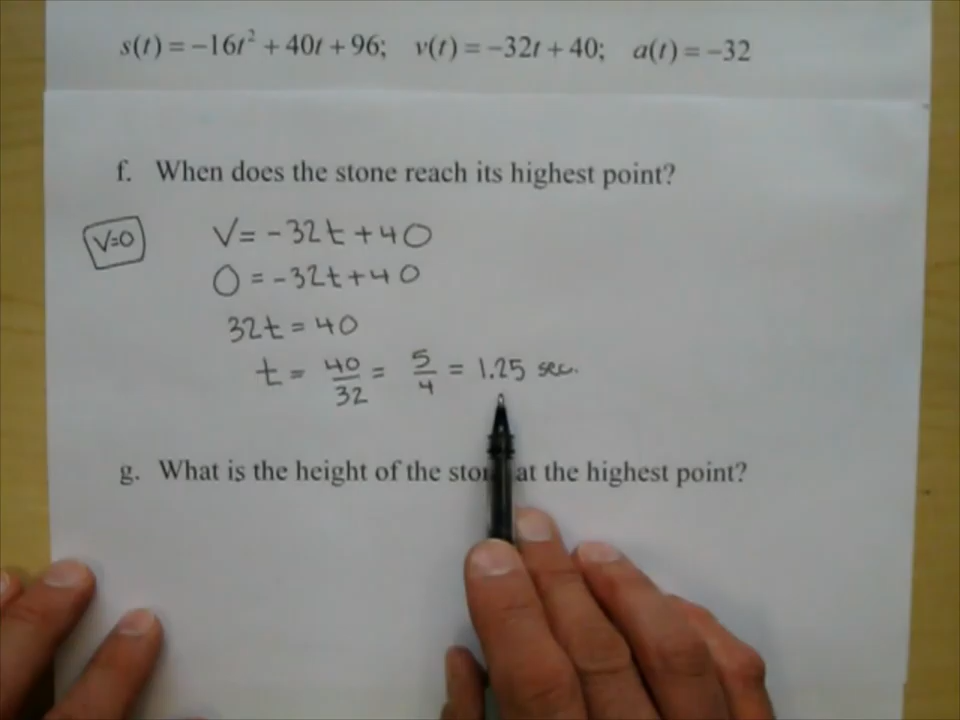 s(t) = −16t² + 40t + 96; v(t) = −32t + 40; a(t) = −32
f. When does the stone reach its highest point?
V=0
V = -32t + 40
0 = -32t + 40
32t = 40
t = 40/32 = 5/4 = 1.25 sec.
g. What is the height of the ston at the highest point?